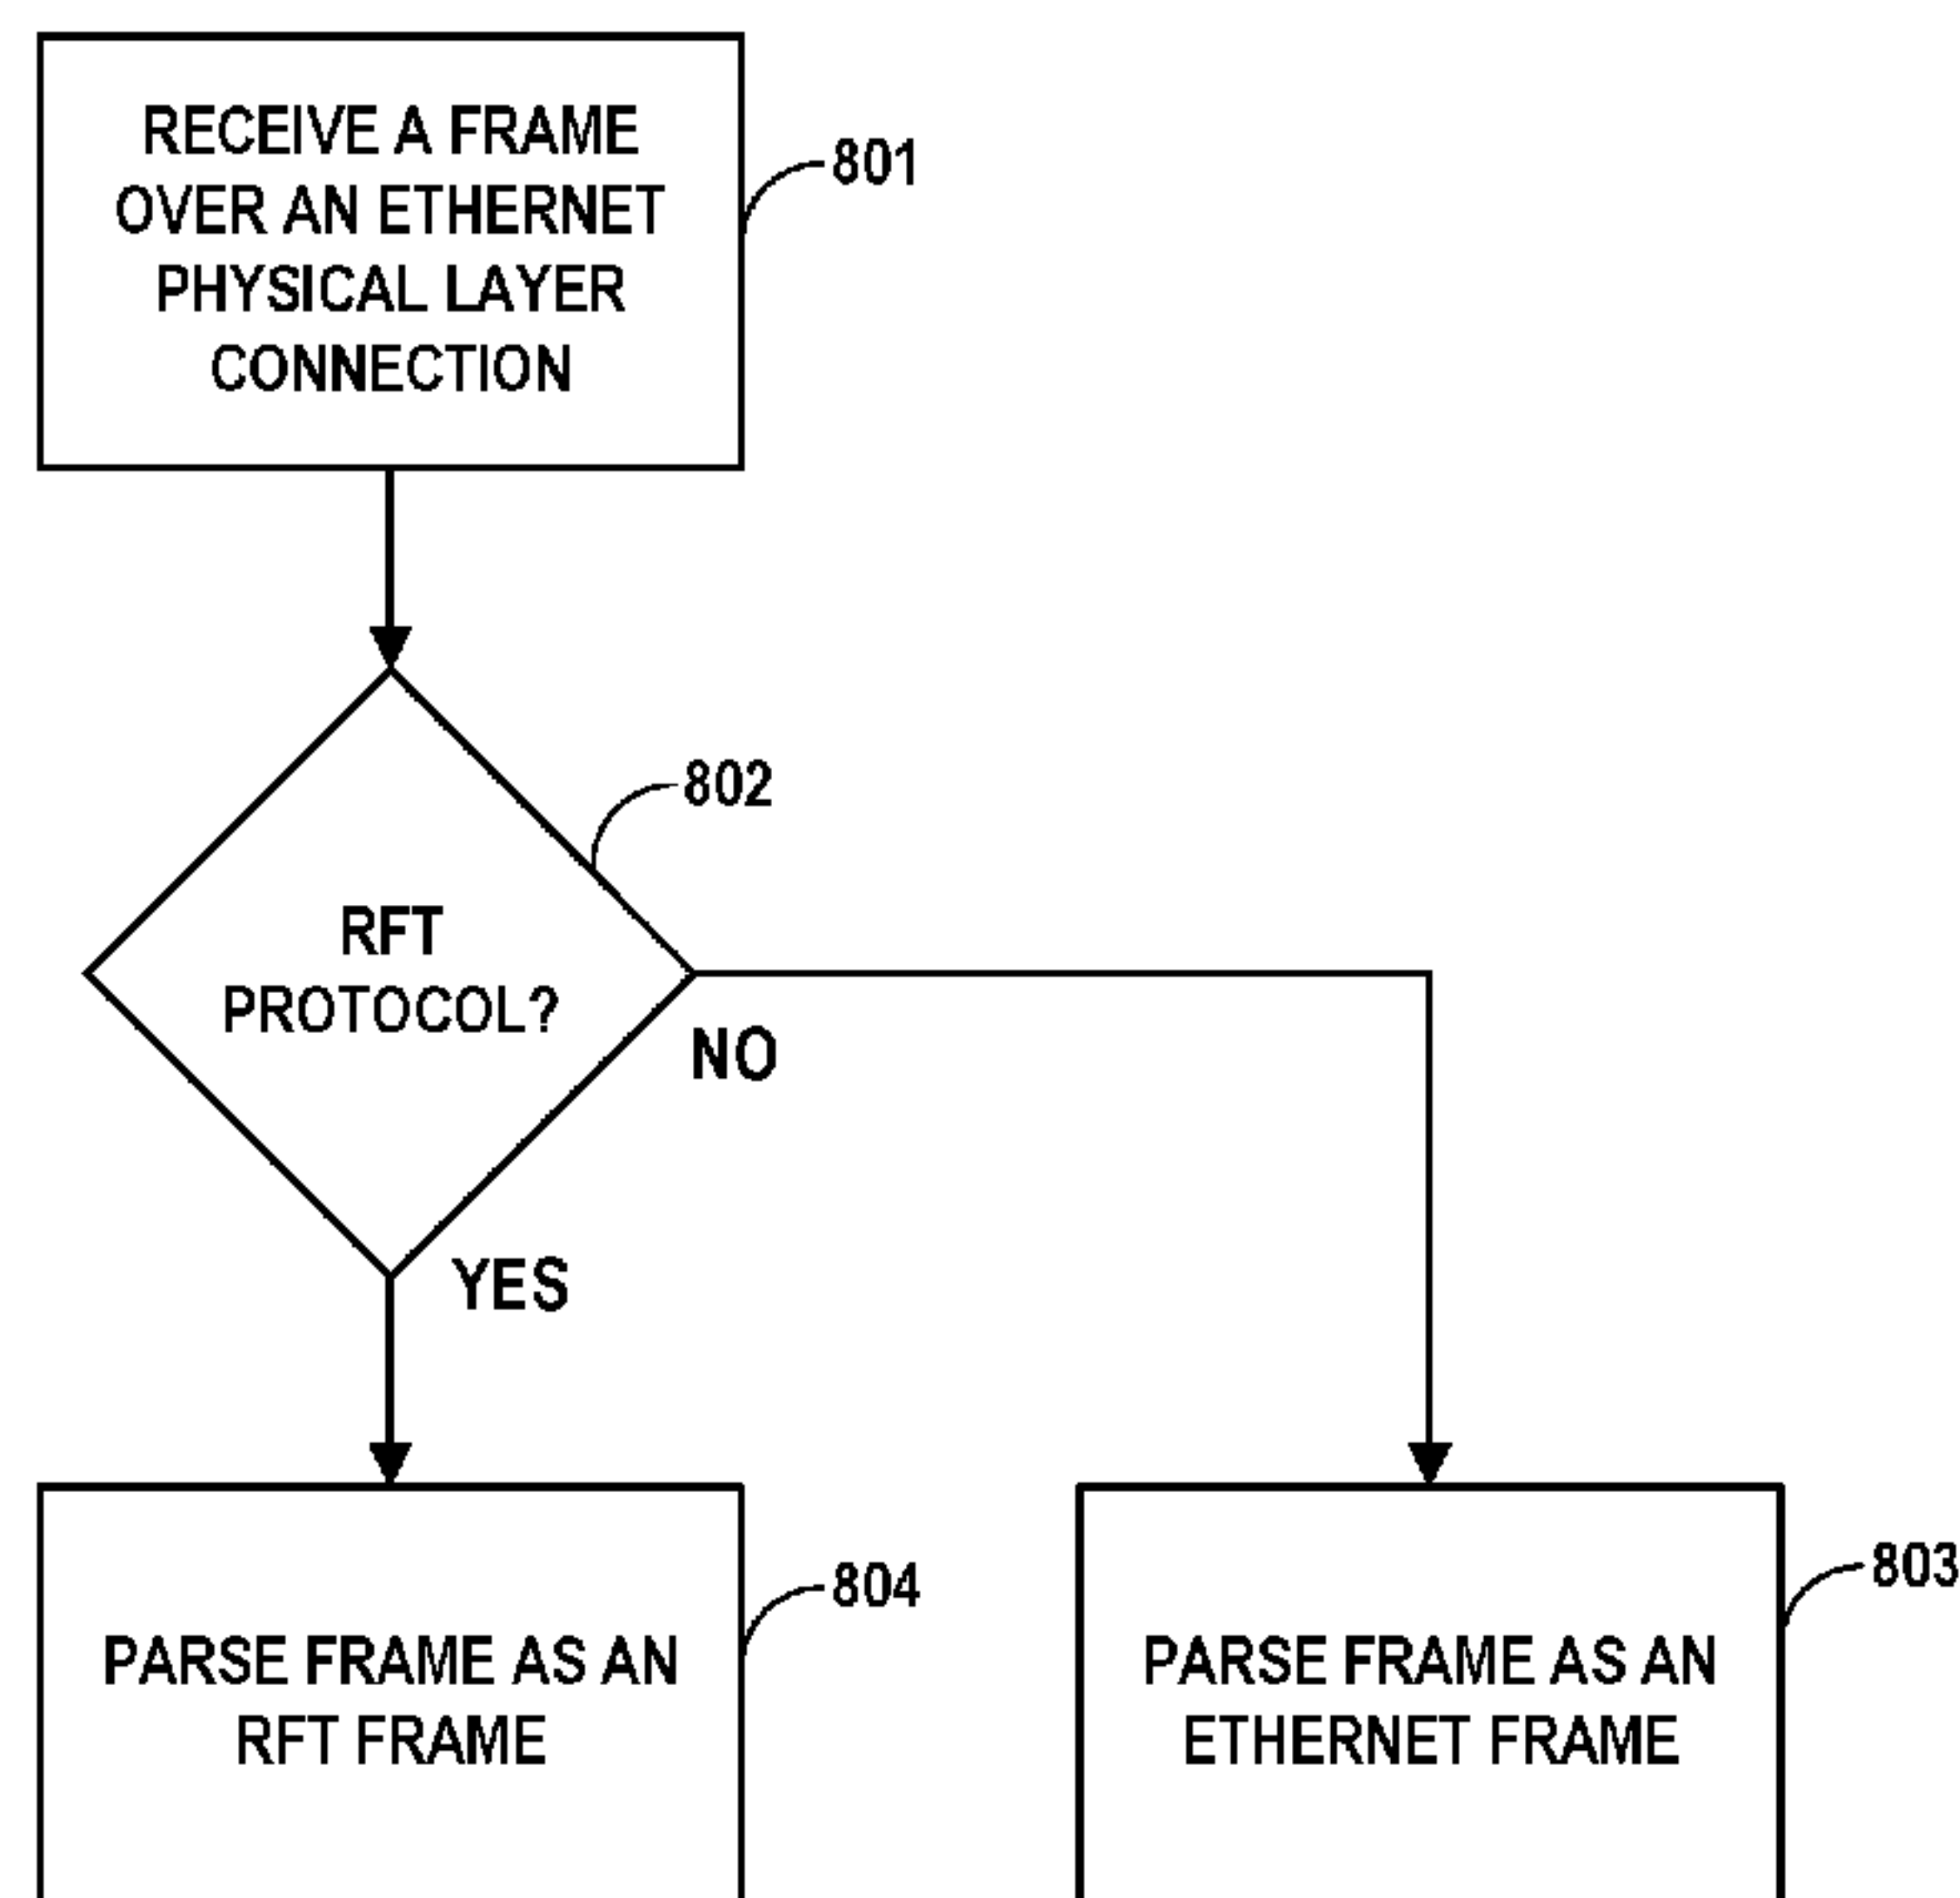 RECEIVE A FRAME
OVER AN ETHERNET
PHYSICAL LAYER
CONNECTION
801
802
RFT
PROTOCOL?
NO
YES
804
PARSE FRAME AS AN
RFT FRAME
803
PARSE FRAME AS AN
ETHERNET FRAME